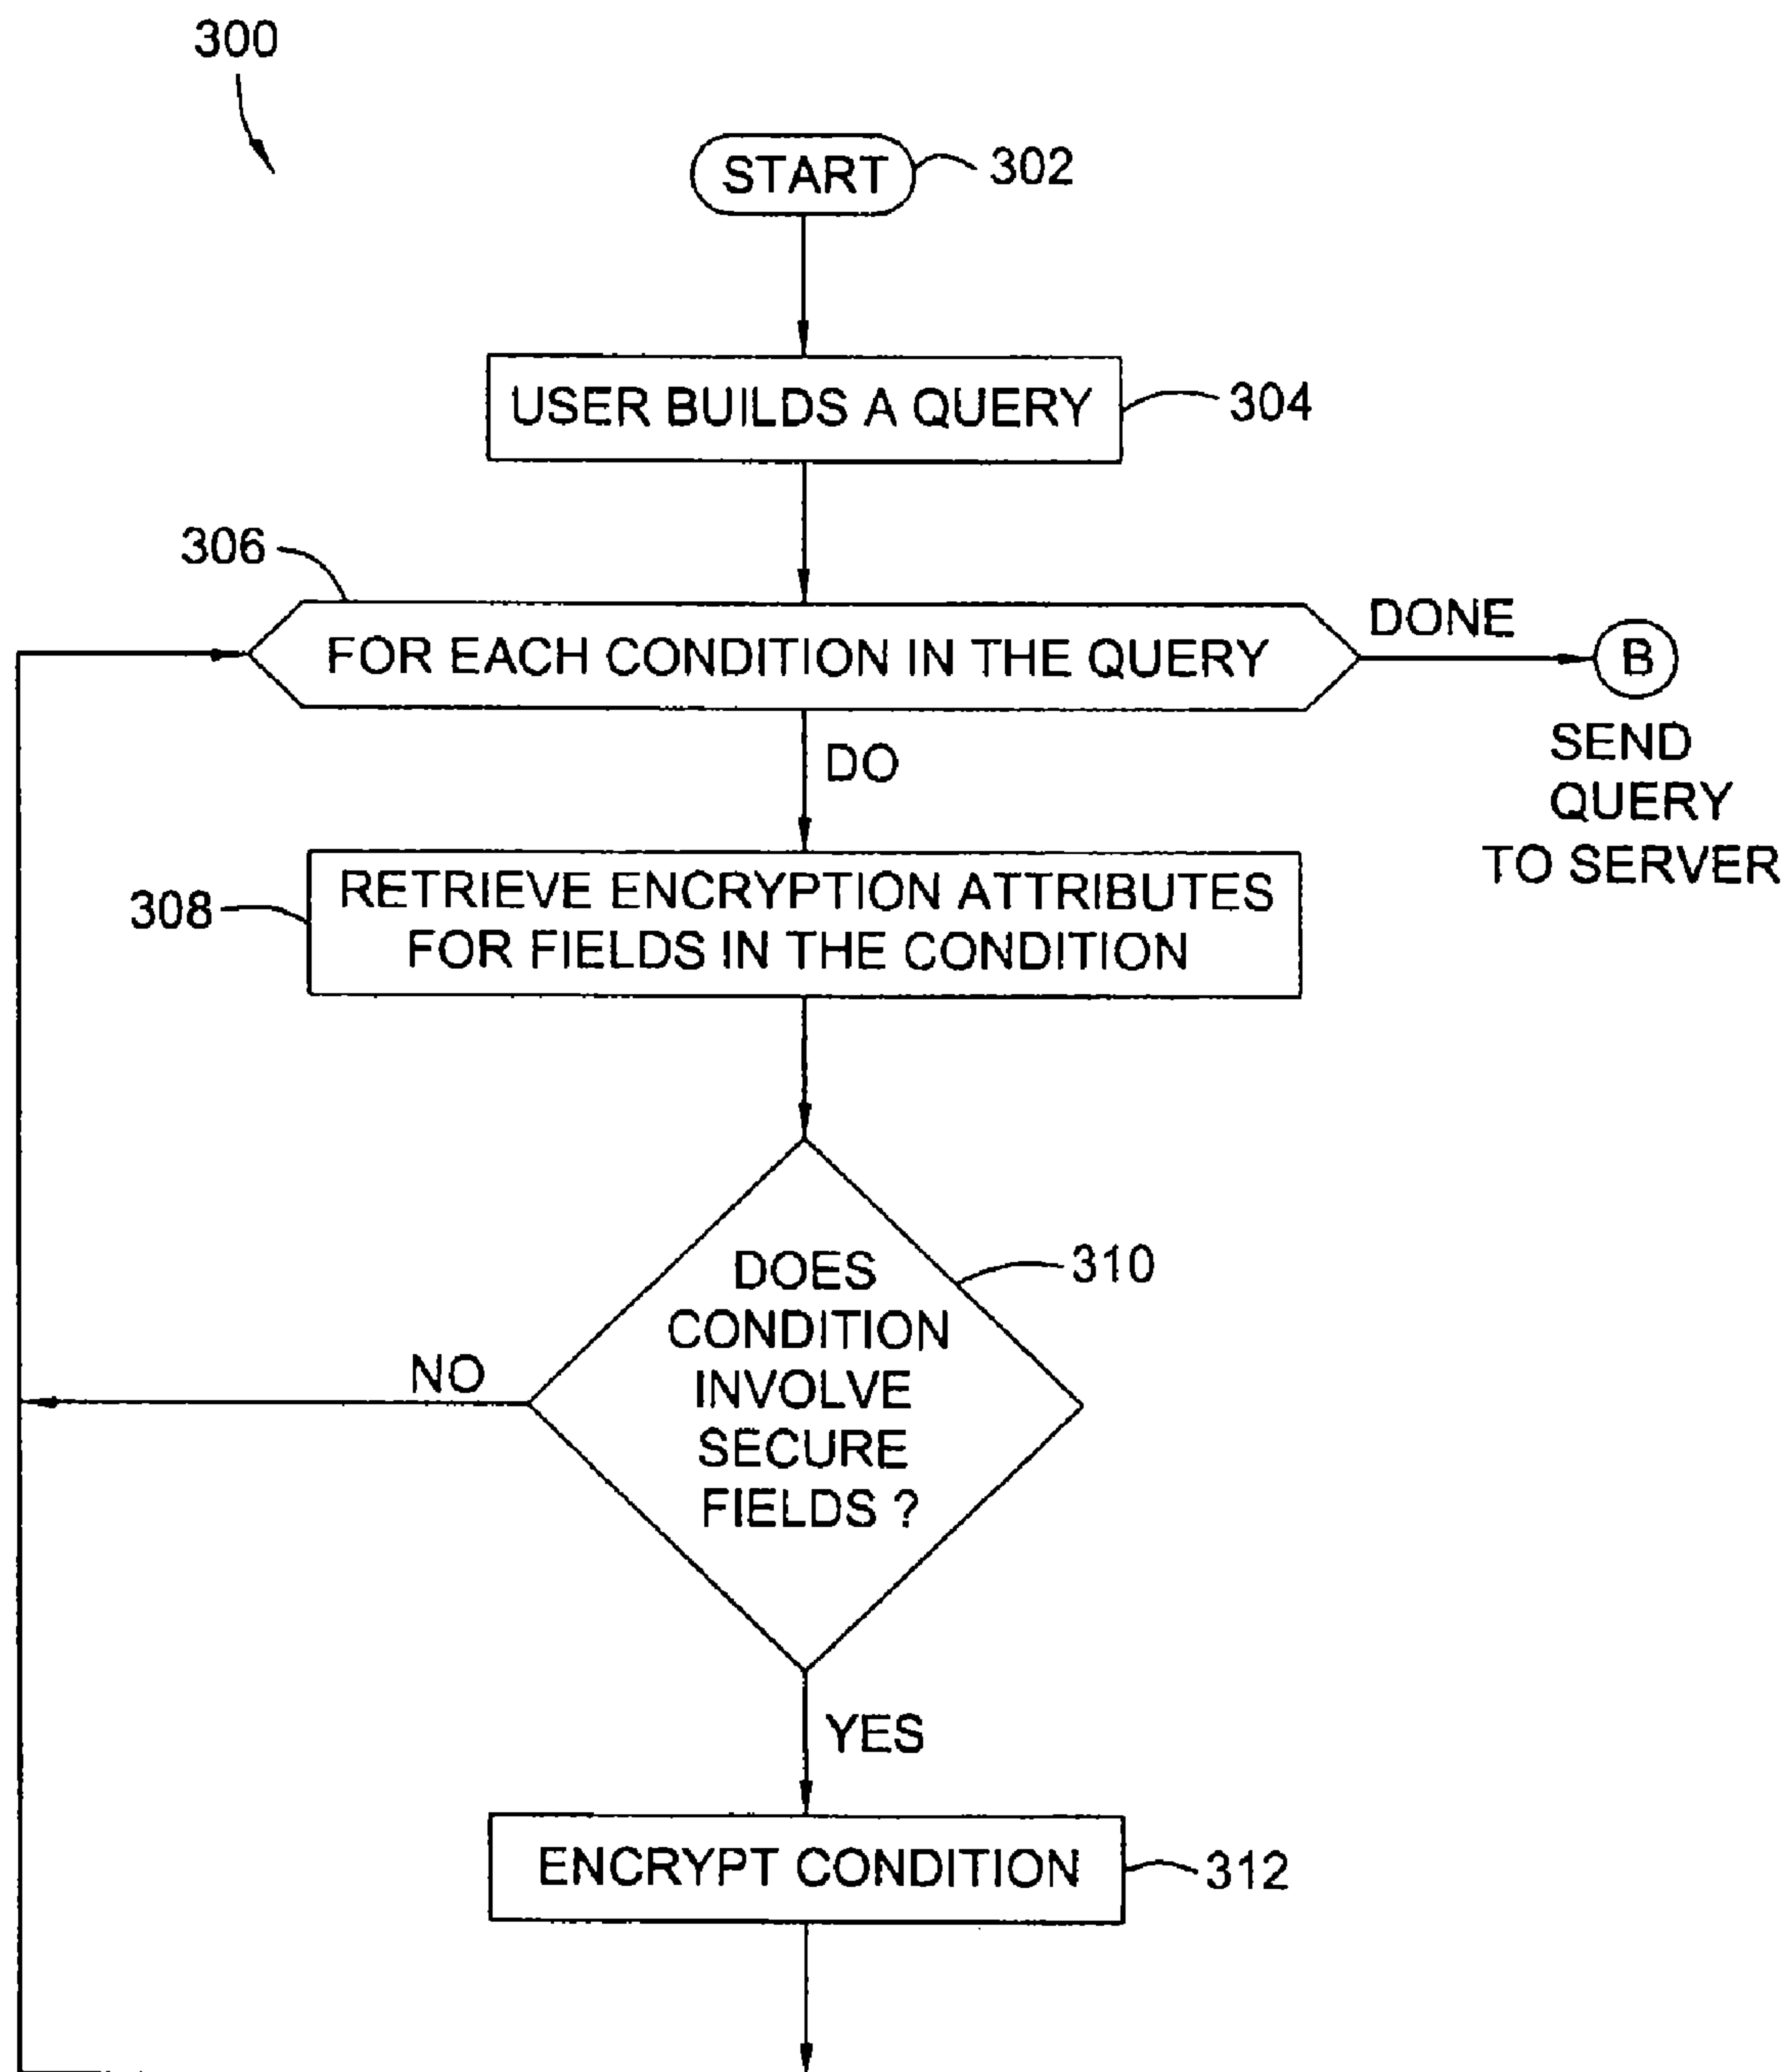 300
START
302
USER BUILDS A QUERY
304
306
FOR EACH CONDITION IN THE QUERY
DONE
B
SEND
QUERY
TO SERVER
DO
308
RETRIEVE ENCRYPTION ATTRIBUTES
FOR FIELDS IN THE CONDITION
310
DOES
CONDITION
INVOLVE
SECURE
FIELDS ?
NO
YES
ENCRYPT CONDITION
312